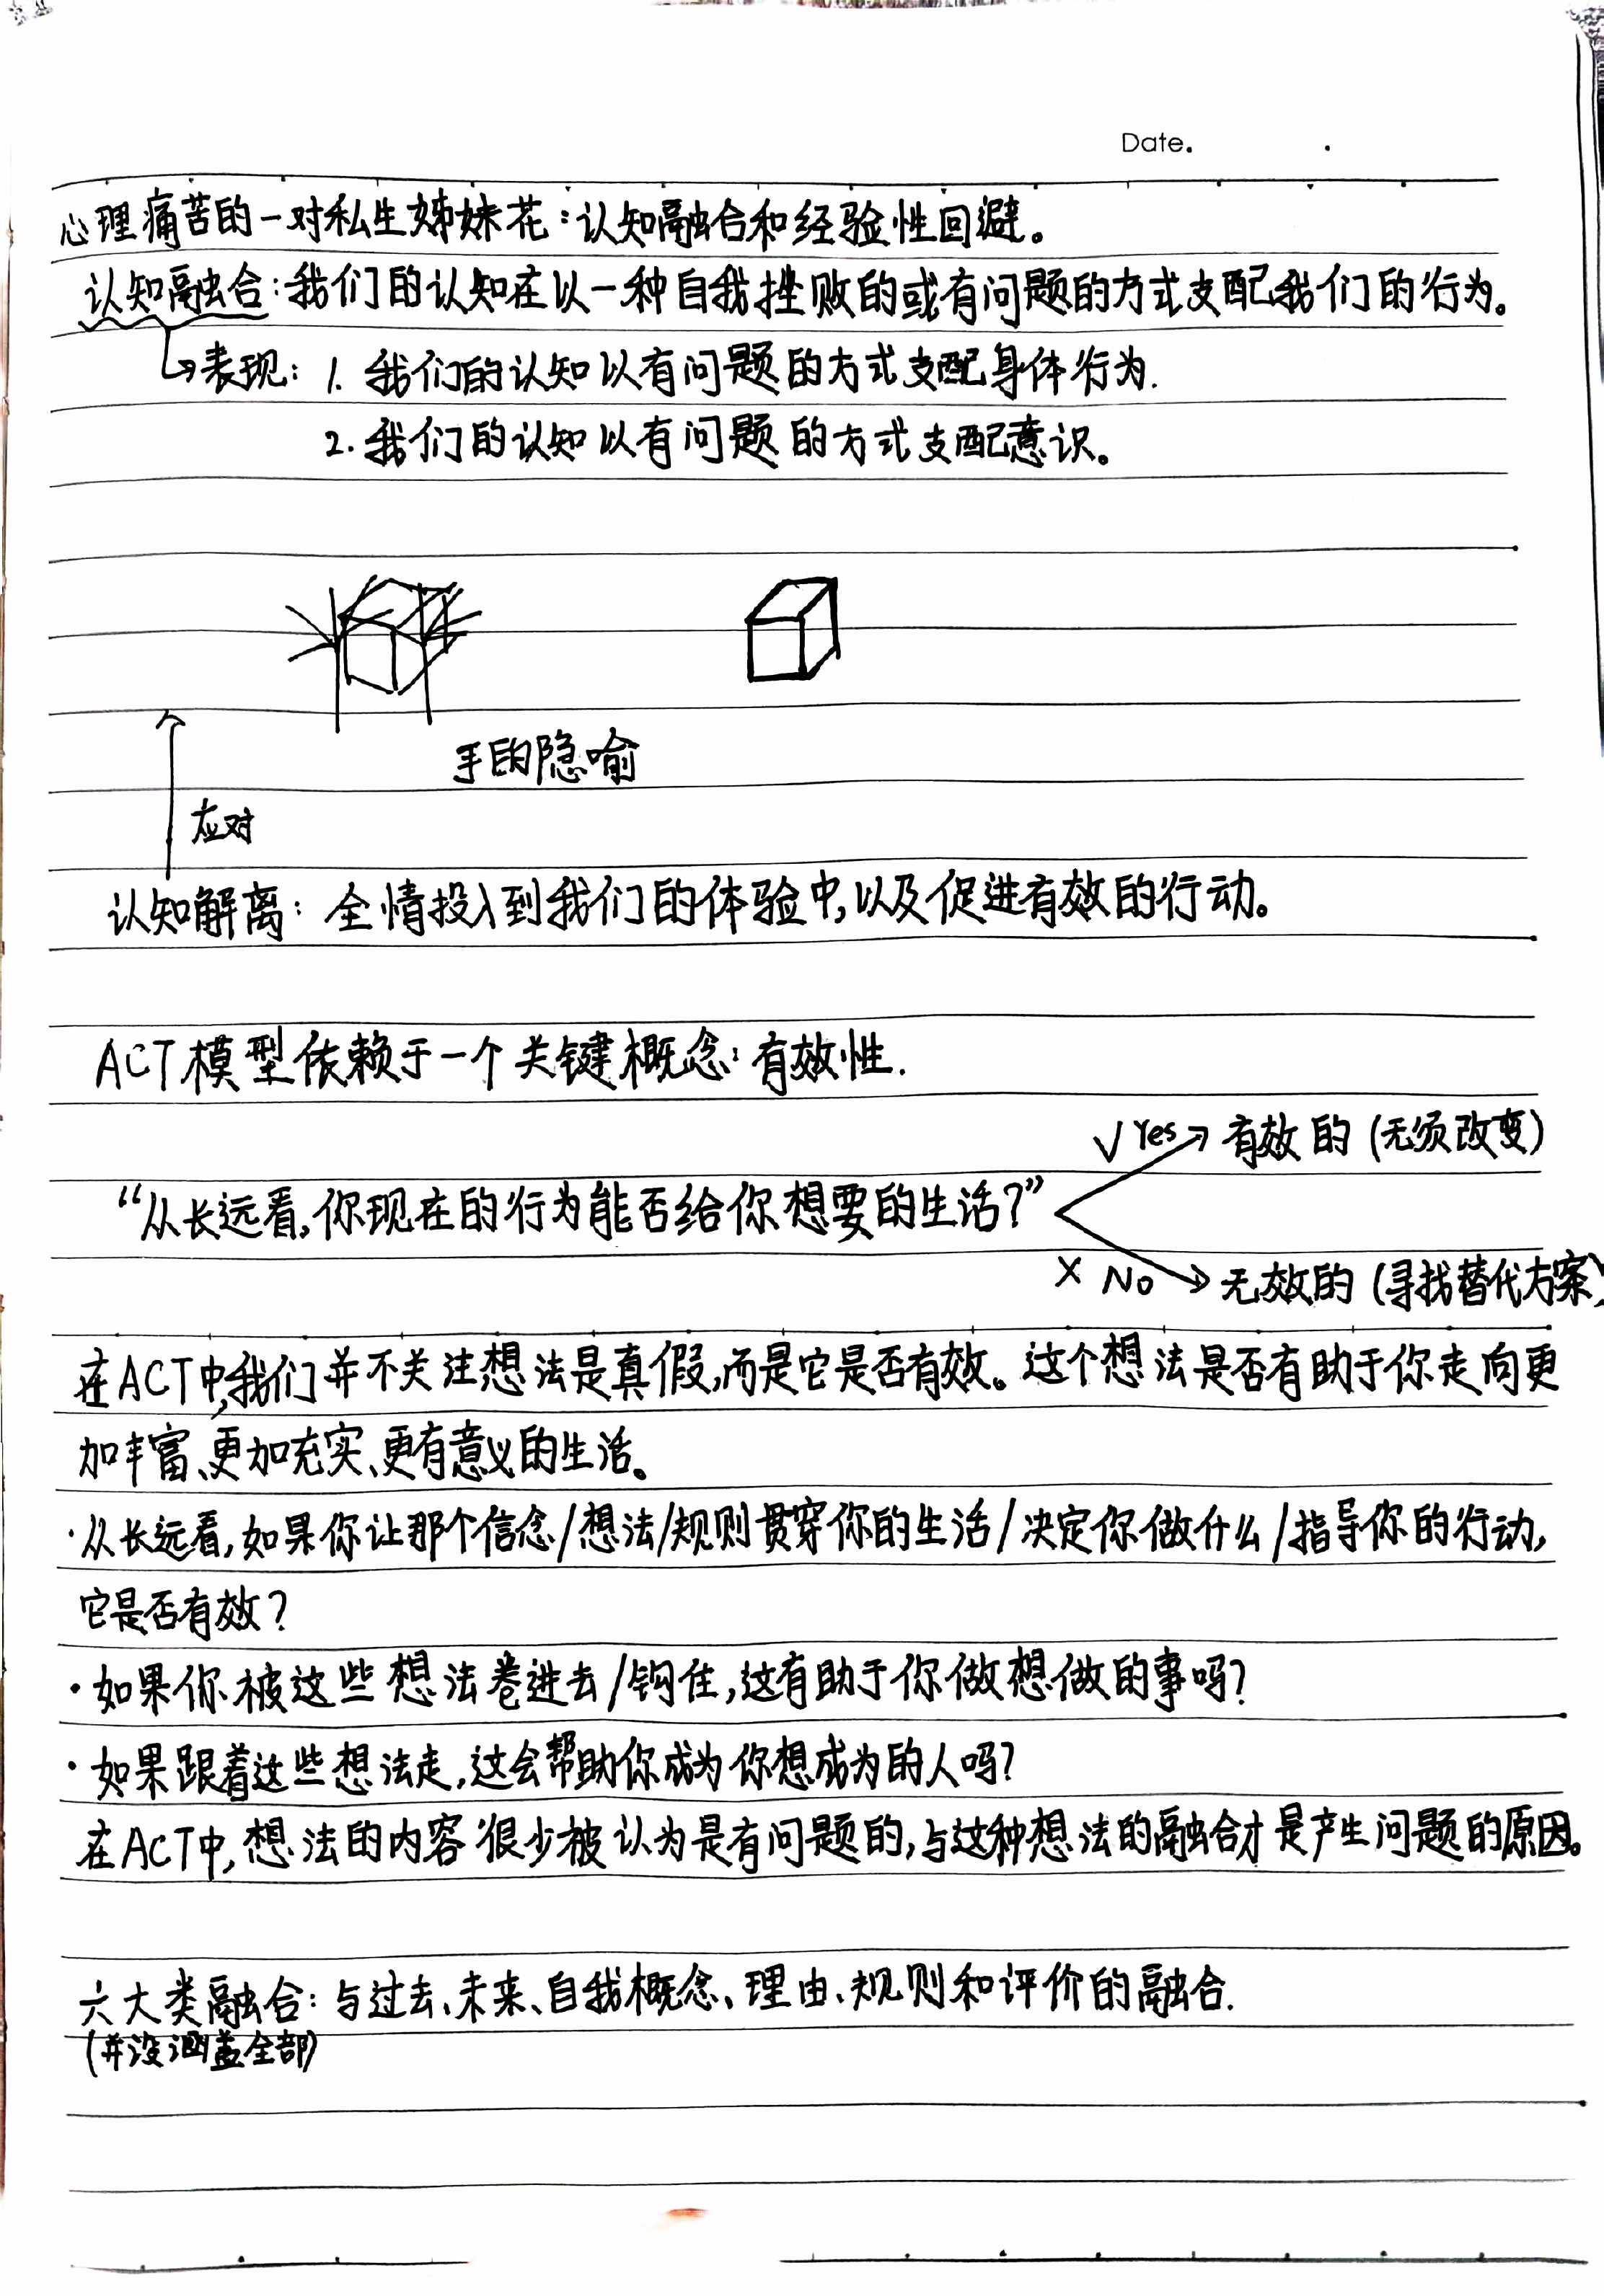 Date.
心理痛苦的一对私生姊妹花:认知融合和经验性回避。
认知融合:我们的认知在以一种自我挫败的或有问题的方式支配我们的行为。
表现: 1. 我们的认知以有问题的方式支配身体行为.
2. 我们的认知以有问题的方式支配意识。
手的隐喻
应对
认知解离: 全情投入到我们的体验中,以及促进有效的行动。
ACT模型依赖于一个关键概念:有效性.
√ Yes → 有效的 (无须改变)
“从长远看,你现在的行为能否给你想要的生活?”
× No → 无效的 (寻找替代方案)
在ACT中,我们并不关注想法是真假,而是它是否有效。这个想法是否有助于你走向更
加丰富、更加充实、更有意义的生活。
·从长远看,如果你让那个信念/想法/规则贯穿你的生活/决定你做什么/指导你的行动,
它是否有效?
·如果你被这些想法卷进去/钩住,这有助于你做想做的事吗?
·如果跟着这些想法走,这会帮助你成为你想成为的人吗?
在ACT中,想法的内容很少被认为是有问题的,与这种想法的融合才是产生问题的原因。
六大类融合: 与过去、未来、自我概念、理由、规则和评价的融合.
(并没涵盖全部)